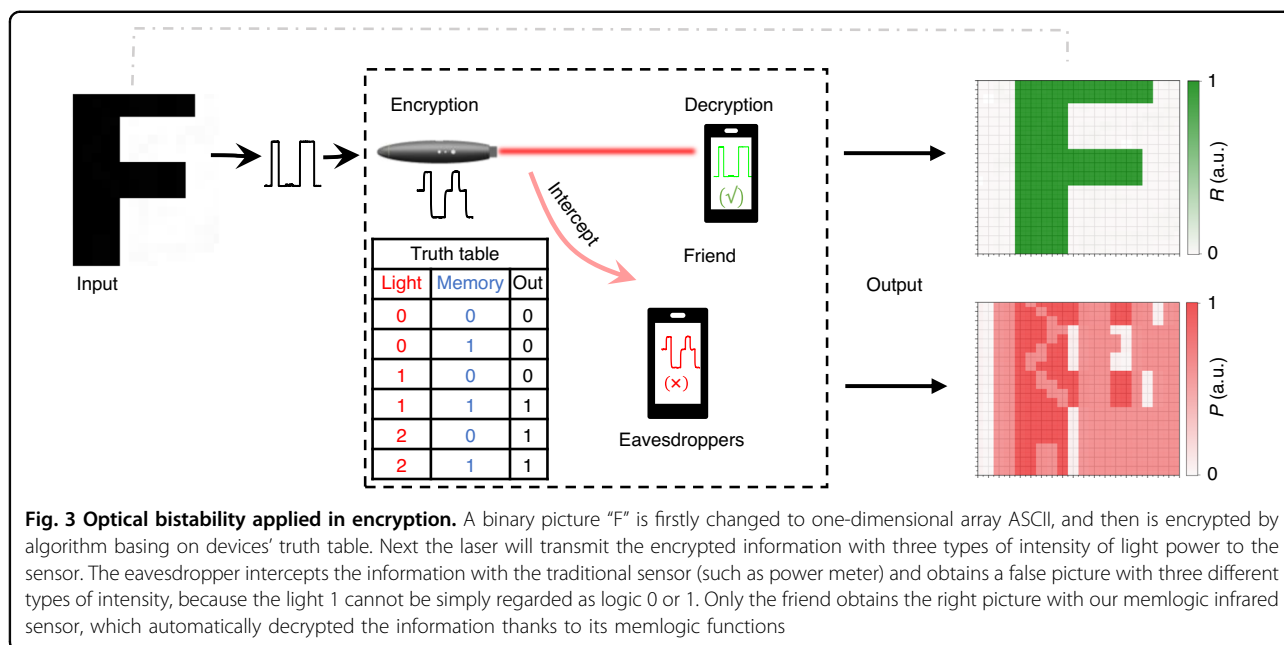 Input
Encryption
Truth table
Light Memory Out
0 0 0
0 1 0
1 0 0
1 1 1
2 0 1
2 1 1
Intercept
Decryption
(√)
Friend
(×)
Eavesdroppers
Output
1
R (a.u.)
0
1
P (a.u.)
0
Fig. 3 Optical bistability applied in encryption. A binary picture “F” is firstly changed to one-dimensional array ASCII, and then is encrypted by
algorithm basing on devices’ truth table. Next the laser will transmit the encrypted information with three types of intensity of light power to the
sensor. The eavesdropper intercepts the information with the traditional sensor (such as power meter) and obtains a false picture with three different
types of intensity, because the light 1 cannot be simply regarded as logic 0 or 1. Only the friend obtains the right picture with our memlogic infrared
sensor, which automatically decrypted the information thanks to its memlogic functions